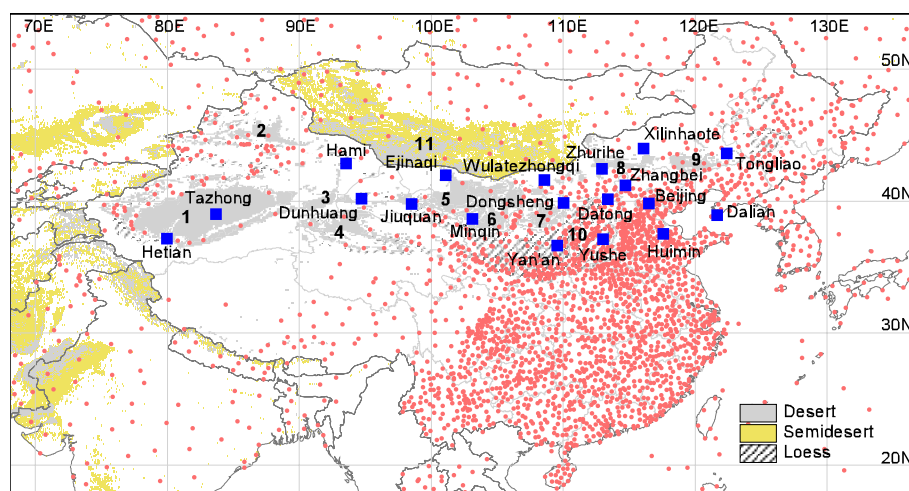 70E 80E 90E 100E 110E 120E 130E
50N
2
Xilinhaote
11
Hami
Zhurihe
Ejinaqi
Wulatezhongqi
8
9
Tongliao
Zhangbei
Tazhong
3
5
Dongsheng
Beijing
40N
1
Dunhuang
Jiuquan
6
7
Datong
Dalian
4
Minqin
10
Hetian
Yan'an
Yushe
Huimin
30N
Desert
Semidesert
Loess
20N